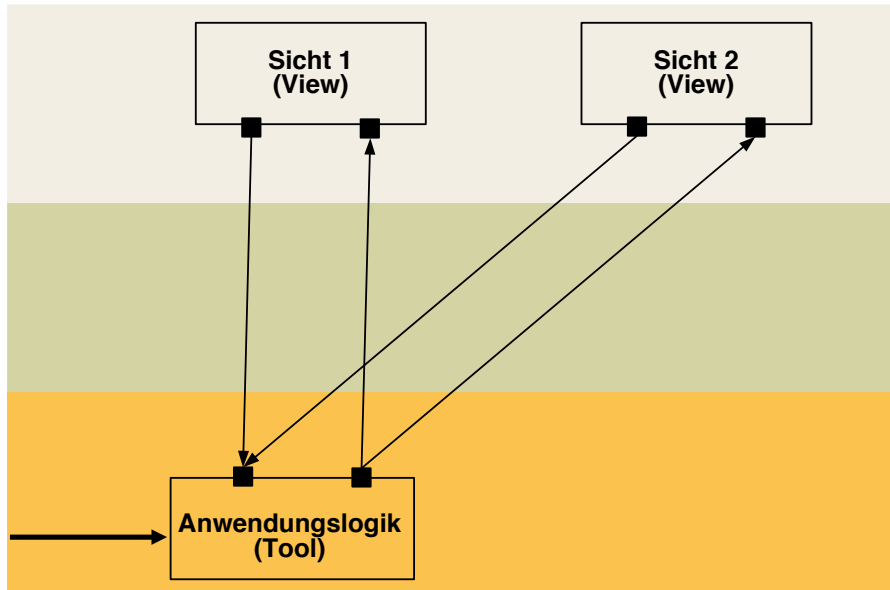 Sicht 1
(View)
Sicht 2
(View)
Anwendungslogik
(Tool)